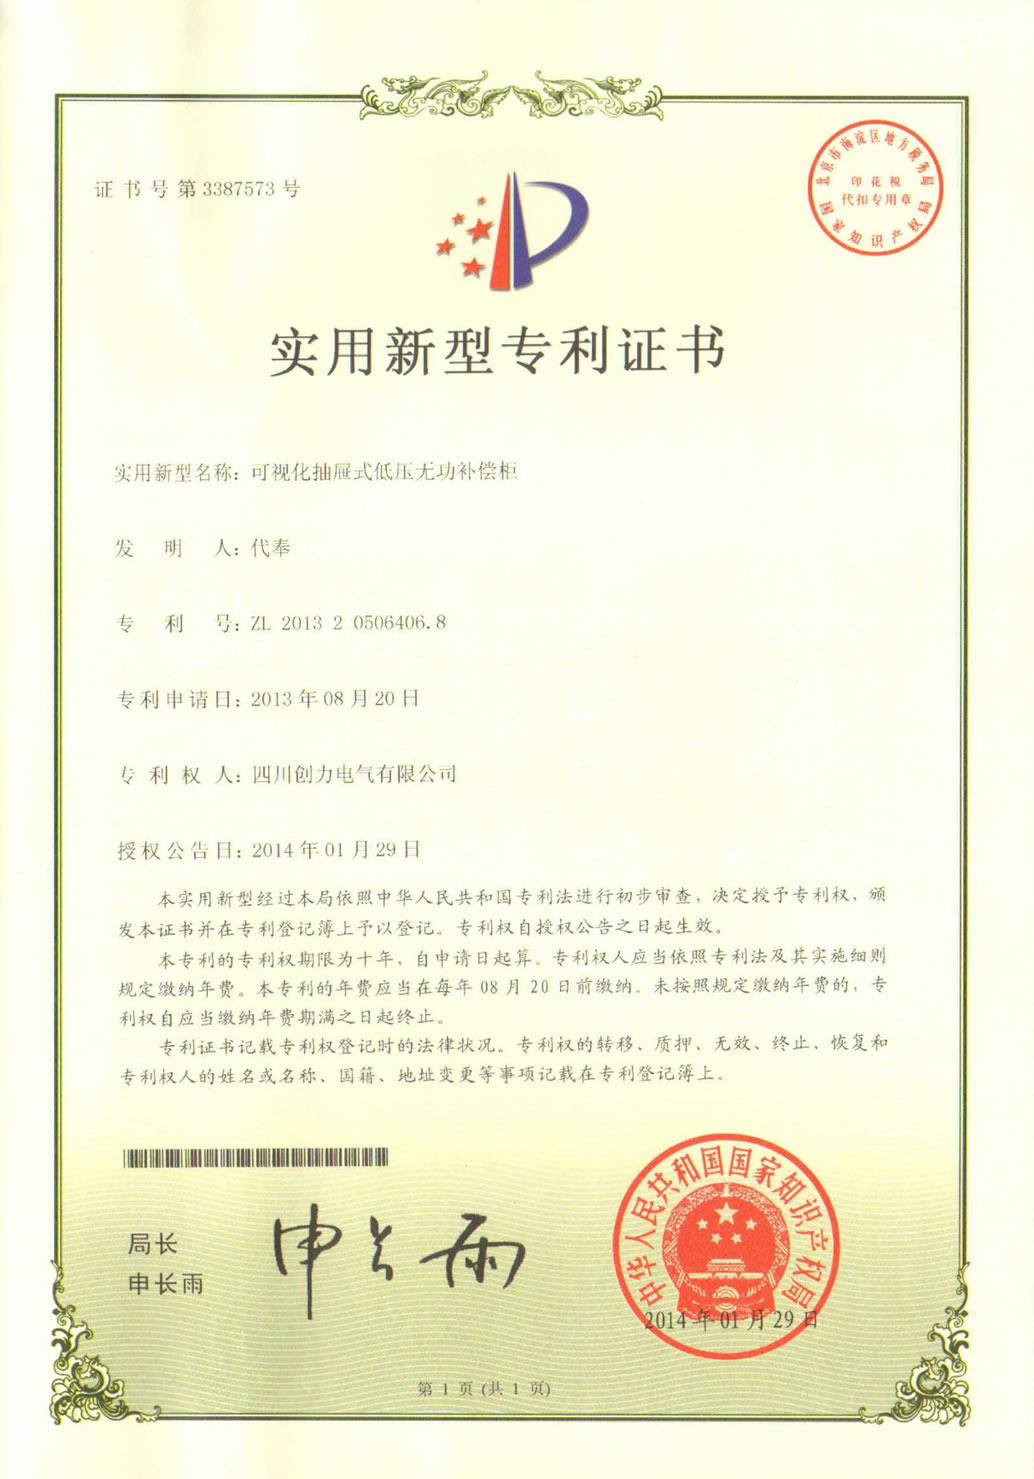 证书号第3387573号
北京市海淀区地方税务局
印花税
代扣专用章
国家知识产权局
实用新型专利证书
实用新型名称：可视化抽屉式低压无功补偿柜
发明人：代奉
专利号：ZL 2013 2 0506406.8
专利申请日：2013年08月20日
专利权人：四川创力电气有限公司
授权公告日：2014年01月29日
本实用新型经过本局依照中华人民共和国专利法进行初步审查，决定授予专利权，颁
发本证书并在专利登记簿上予以登记。专利权自授权公告之日起生效。
本专利的专利权期限为十年，自申请日起算。专利权人应当依照专利法及其实施细则
规定缴纳年费。本专利的年费应当在每年08月20日前缴纳。未按照规定缴纳年费的，专
利权自应当缴纳年费期满之日起终止。
专利证书记载专利权登记时的法律状况。专利权的转移、质押、无效、终止、恢复和
专利权人的姓名或名称、国籍、地址变更等事项记载在专利登记簿上。
局长
申长雨
申长雨
中华人民共和国国家知识产权局
2014年01月29日
第1页(共1页)